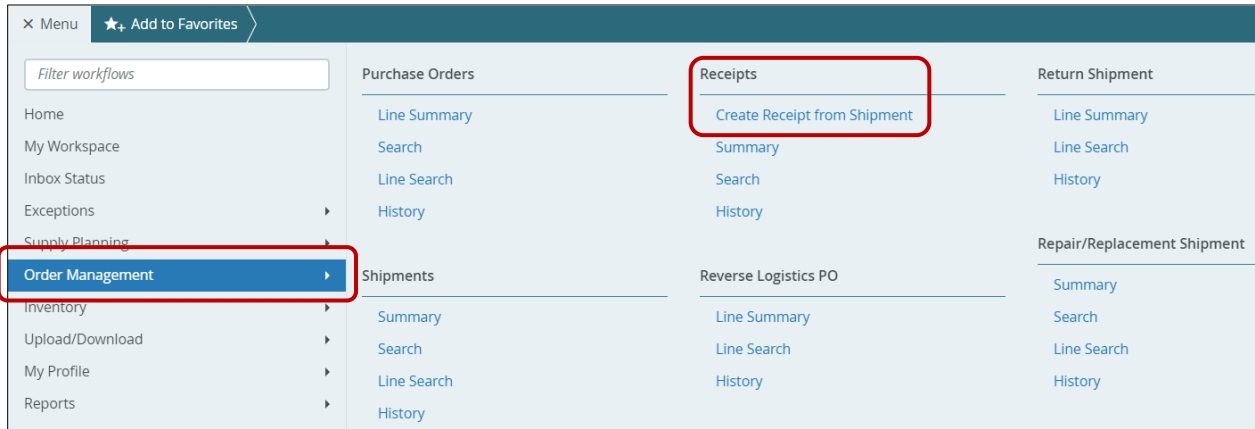 × Menu
Add to Favorites
Filter workflows
Home
My Workspace
Inbox Status
Exceptions
Supply Planning
Order Management
Inventory
Upload/Download
My Profile
Reports
Purchase Orders
Line Summary
Search
Line Search
History
Shipments
Summary
Search
Line Search
History
Receipts
Create Receipt from Shipment
Summary
Search
History
Reverse Logistics PO
Line Summary
Line Search
History
Return Shipment
Line Summary
Line Search
History
Repair/Replacement Shipment
Summary
Search
Line Search
History